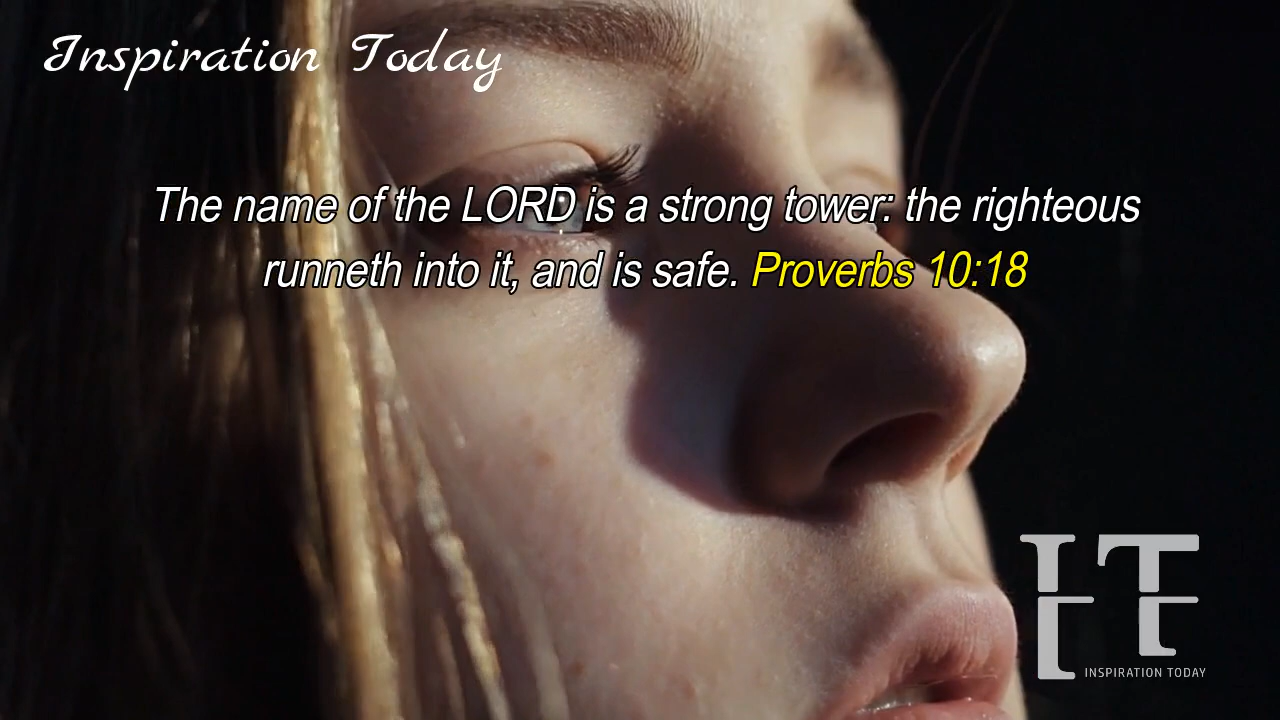 Inspiration Today
The name of the LORD is a strong tower: the righteous
runneth into it, and is safe. Proverbs 10:18
IT
INSPIRATION TODAY